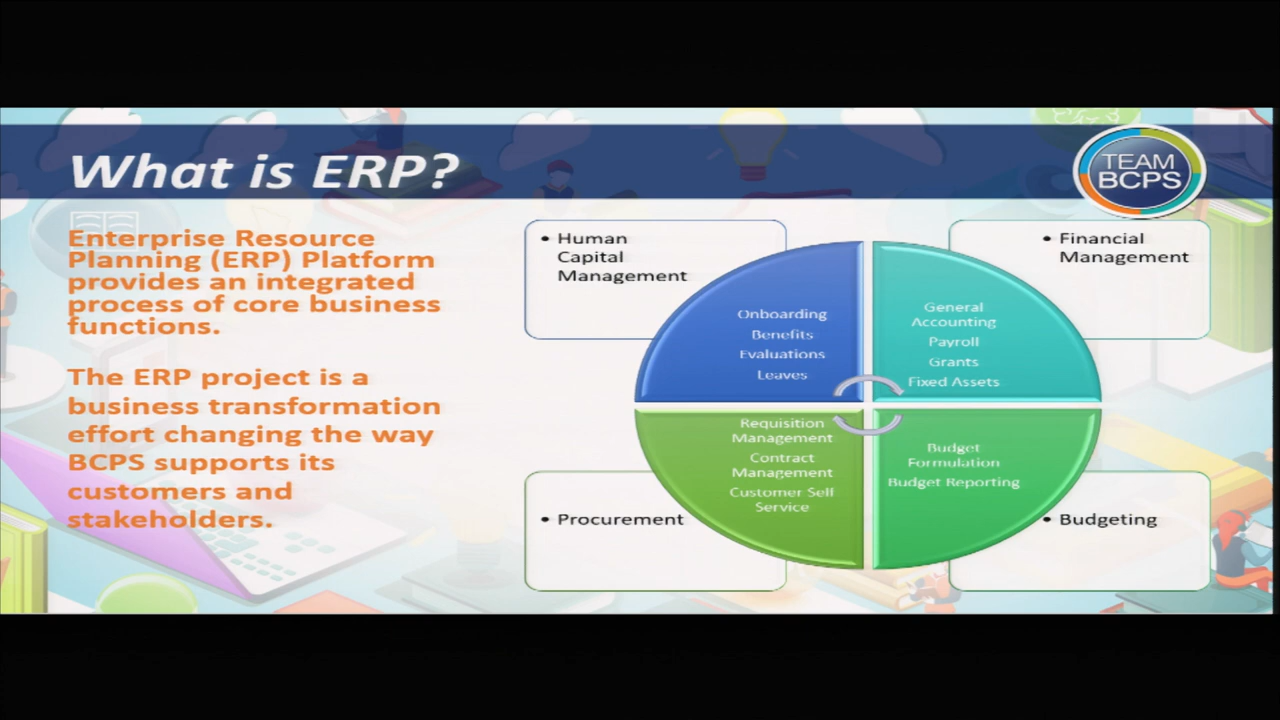 What is ERP?
TEAM
BCPS
Enterprise Resource
Planning (ERP) Platform
provides an integrated
process of core business
functions.
The ERP project is a
business transformation
effort changing the way
BCPS supports its
customers and
stakeholders.
• Human
Capital
Management
Onboarding
Benefits
Evaluations
Leaves
• Financial
Management
General
Accounting
Payroll
Grants
Fixed Assets
Requisition
Management
Contract
Management
Customer Self
Service
• Procurement
Budget
Formulation
Budget Reporting
• Budgeting